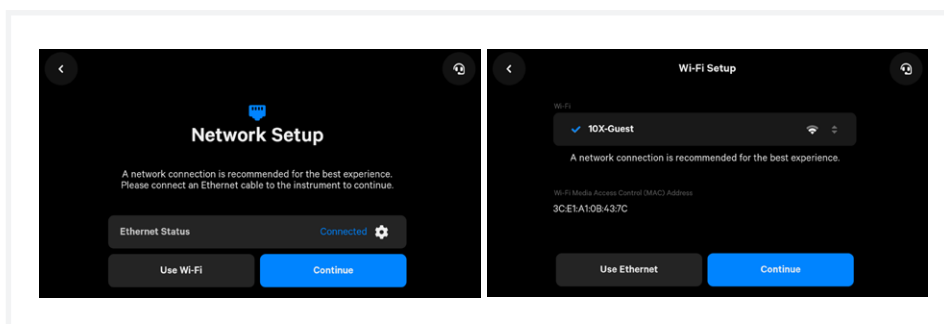 Network Setup
A network connection is recommended for the best experience.
Please connect an Ethernet cable to the instrument to continue.
Ethernet Status Connected
Use Wi-Fi Continue
Wi-Fi Setup
Wi-Fi
10X-Guest
A network connection is recommended for the best experience.
Wi-Fi Media Access Control (MAC) Address
3C:E1:A1:0B:43:7C
Use Ethernet Continue